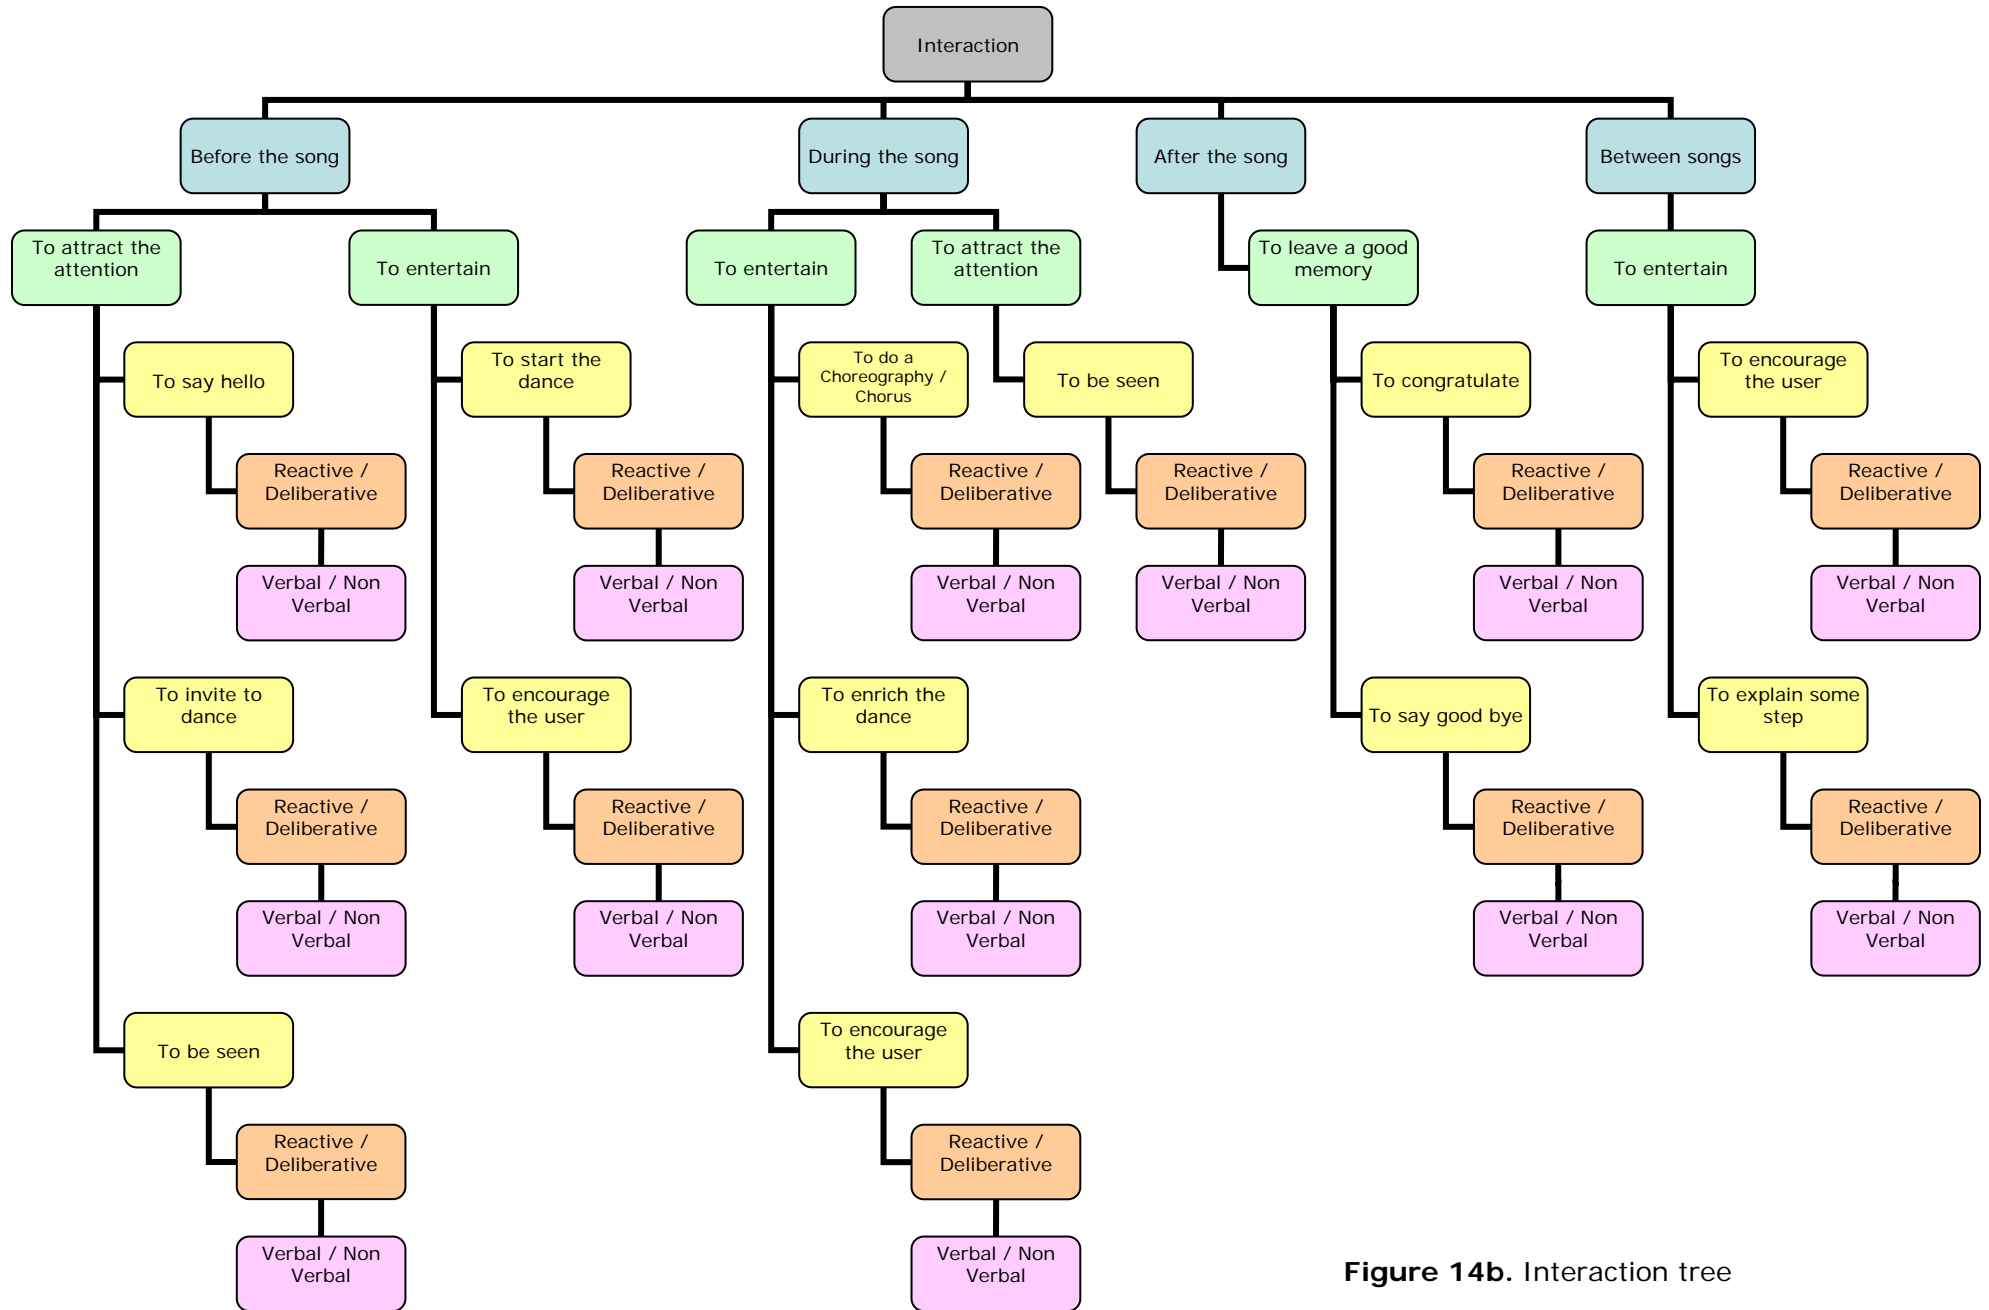 Interaction
Before the song
During the song
After the song
Between songs
To attract the
attention
To entertain
To entertain
To attract the
attention
To leave a good
memory
To entertain
To say hello
To start the
dance
To do a
Choreography /
Chorus
To be seen
To congratulate
To encourage
the user
Reactive /
Deliberative
Reactive /
Deliberative
Reactive /
Deliberative
Reactive /
Deliberative
Reactive /
Deliberative
Reactive /
Deliberative
Verbal / Non
Verbal
Verbal / Non
Verbal
Verbal / Non
Verbal
Verbal / Non
Verbal
Verbal / Non
Verbal
Verbal / Non
Verbal
To invite to
dance
To encourage
the user
To enrich the
dance
To say good bye
To explain some
step
Reactive /
Deliberative
Reactive /
Deliberative
Reactive /
Deliberative
Reactive /
Deliberative
Reactive /
Deliberative
Verbal / Non
Verbal
Verbal / Non
Verbal
Verbal / Non
Verbal
Verbal / Non
Verbal
Verbal / Non
Verbal
To be seen
To encourage
the user
Reactive /
Deliberative
Reactive /
Deliberative
Verbal / Non
Verbal
Verbal / Non
Verbal
Figure 14b. Interaction tree